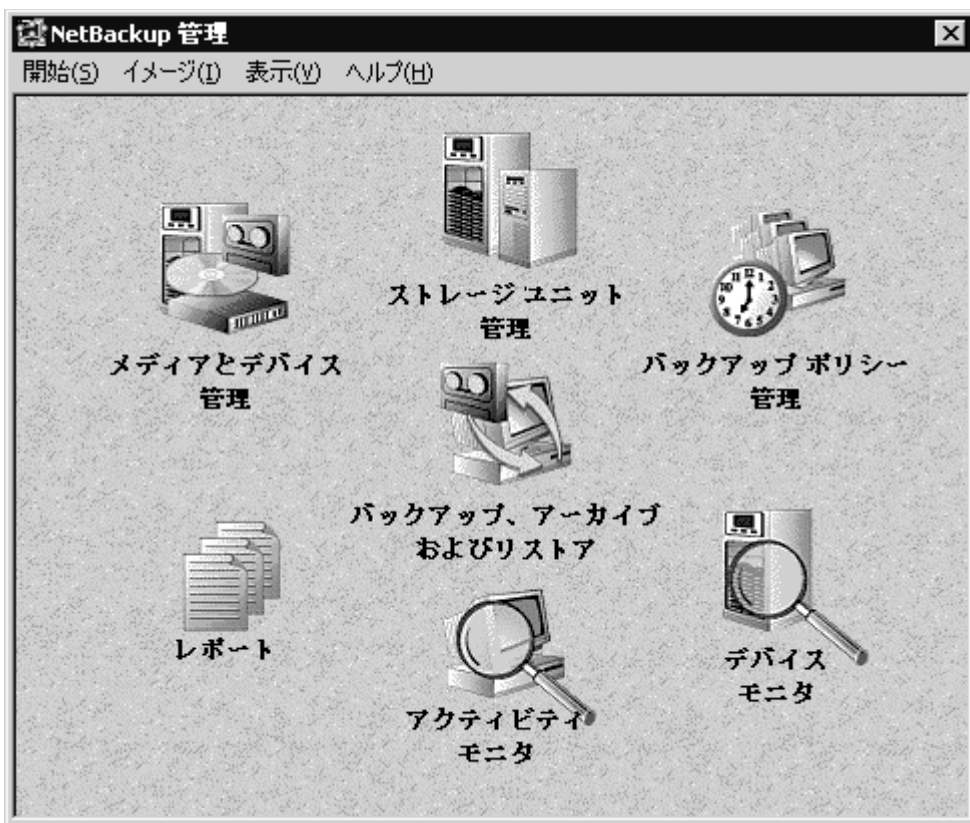 NetBackup 管理
開始(S) イメージ(I) 表示(V) ヘルプ(H)
ストレージ ユニット
管理
メディアとデバイス
管理
バックアップ ポリシー
管理
バックアップ、アーカイブ
およびリストア
レポート
アクティビティ
モニタ
デバイス
モニタ